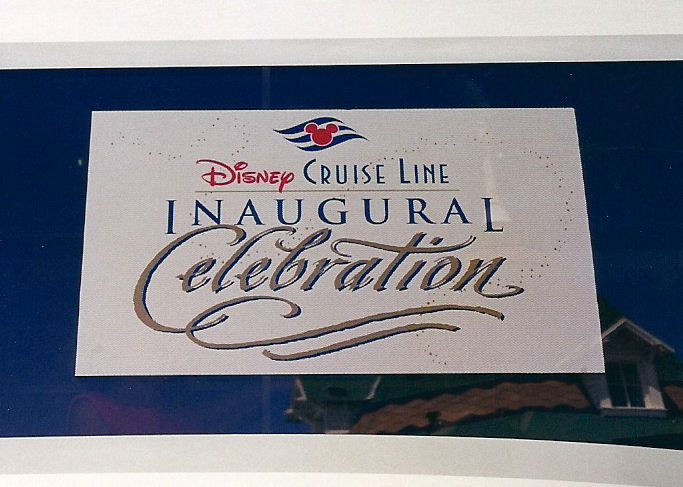 Disney Cruise Line
Inaugural
Celebration